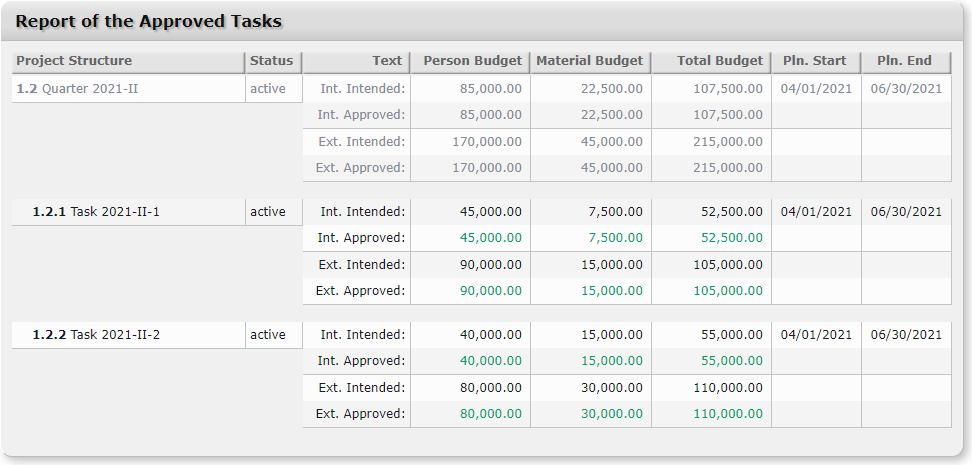 Report of the Approved Tasks
Project Structure Status Text Person Budget Material Budget Total Budget Pln. Start Pln. End
1.2 Quarter 2021-II active Int. Intended: 85,000.00 22,500.00 107,500.00 04/01/2021 06/30/2021
Int. Approved: 85,000.00 22,500.00 107,500.00
Ext. Intended: 170,000.00 45,000.00 215,000.00
Ext. Approved: 170,000.00 45,000.00 215,000.00
1.2.1 Task 2021-II-1 active Int. Intended: 45,000.00 7,500.00 52,500.00 04/01/2021 06/30/2021
Int. Approved: 45,000.00 7,500.00 52,500.00
Ext. Intended: 90,000.00 15,000.00 105,000.00
Ext. Approved: 90,000.00 15,000.00 105,000.00
1.2.2 Task 2021-II-2 active Int. Intended: 40,000.00 15,000.00 55,000.00 04/01/2021 06/30/2021
Int. Approved: 40,000.00 15,000.00 55,000.00
Ext. Intended: 80,000.00 30,000.00 110,000.00
Ext. Approved: 80,000.00 30,000.00 110,000.00